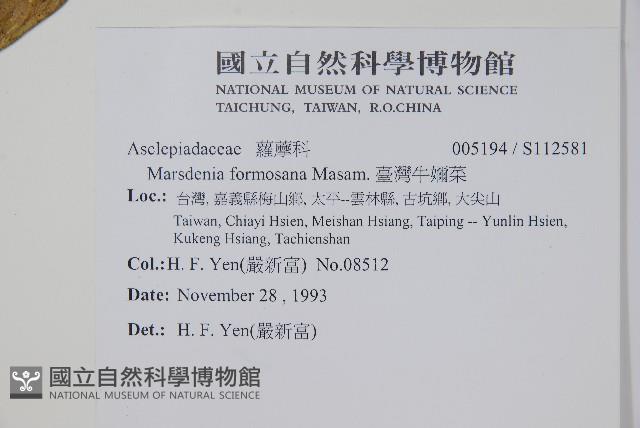 國立自然科學博物館
NATIONAL MUSEUM OF NATURAL SCIENCE
TAICHUNG, TAIWAN, R.O.CHINA
Asclepiadaceae 蘿藦科 005194 / S112581
Marsdenia formosana Masam. 臺灣牛嬭菜
Loc.: 台灣, 嘉義縣梅山鄉, 太平--雲林縣, 古坑鄉, 大尖山
Taiwan, Chiayi Hsien, Meishan Hsiang, Taiping -- Yunlin Hsien,
Kukeng Hsiang, Tachienshan
Col.: H. F. Yen(嚴新富) No.08512
Date: November 28 , 1993
Det.: H. F. Yen(嚴新富)
國立自然科學博物館
NATIONAL MUSEUM OF NATURAL SCIENCE